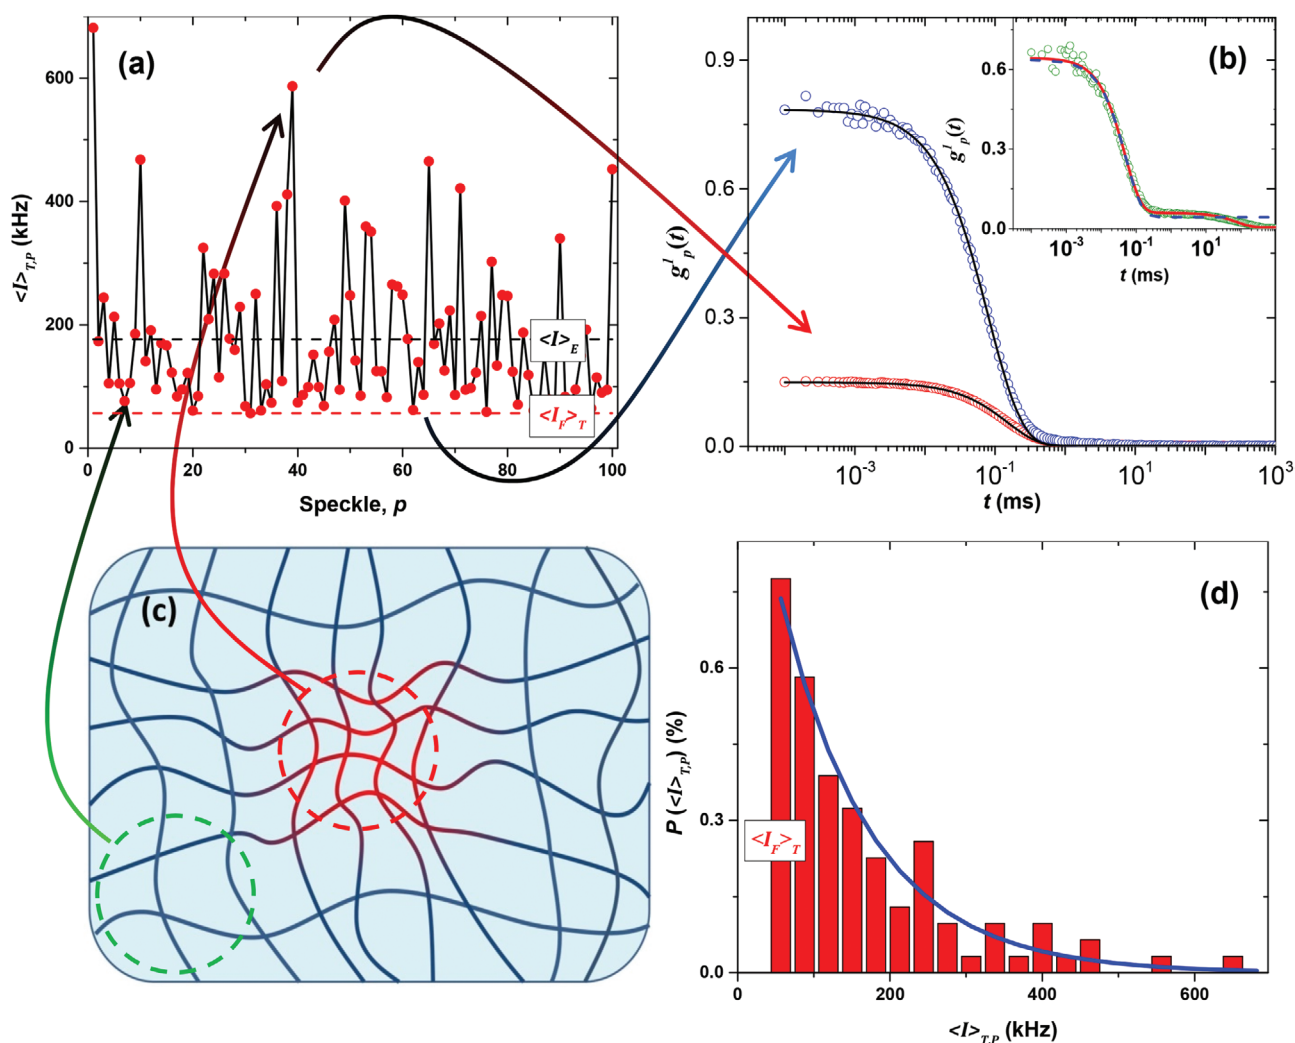 (a)
600
400
200
0
<I>T,P (kHz)
<I>E
<IF>T
0 20 40 60 80 100
Speckle, p
(b)
0.9
0.6
0.3
0.0
g¹p(t)
10⁻³ 10⁻¹ 10¹ 10³
t (ms)
0.6
0.3
0.0
g¹p(t)
10⁻³ 10⁻¹ 10¹
t (ms)
(c)
(d)
0.6
0.3
0.0
P (<I>T,P) (%)
<IF>T
0 200 400 600
<I>T,P (kHz)